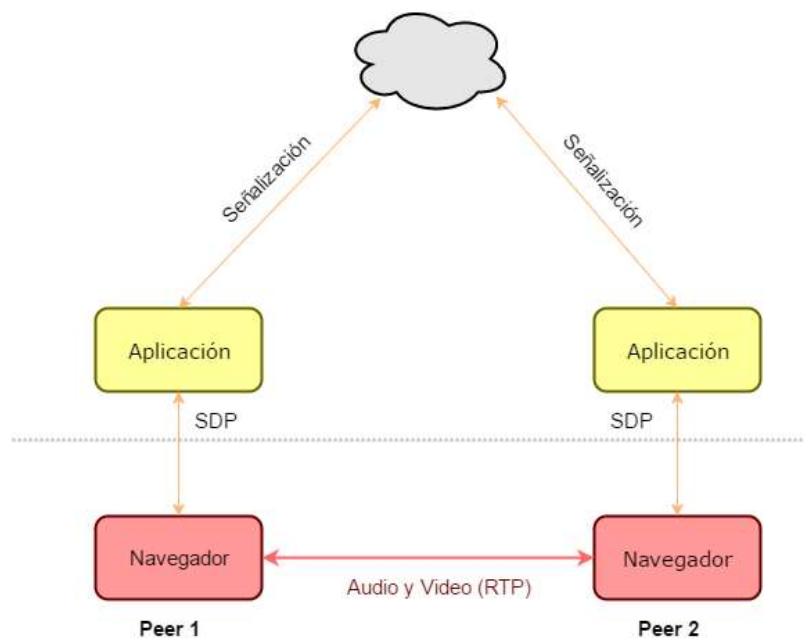 Señalización
Señalización
Aplicación
Aplicación
SDP
SDP
Navegador
Navegador
Audio y Video (RTP)
Peer 1
Peer 2